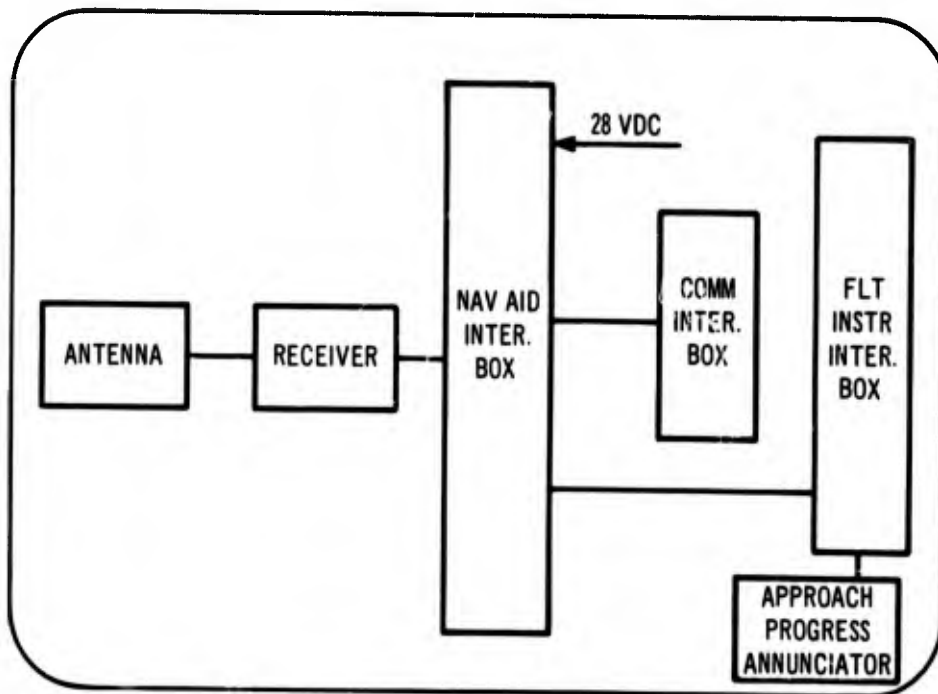 28 VDC
ANTENNA
RECEIVER
NAV AID
INTER.
BOX
COMM
INTER.
BOX
FLT
INSTR
INTER.
BOX
APPROACH
PROGRESS
ANNUNCIATOR